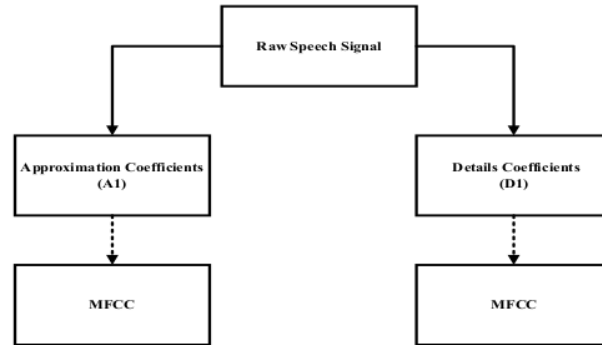 Raw Speech Signal
Approximation Coefficients
(A1)
Details Coefficients
(D1)
MFCC
MFCC